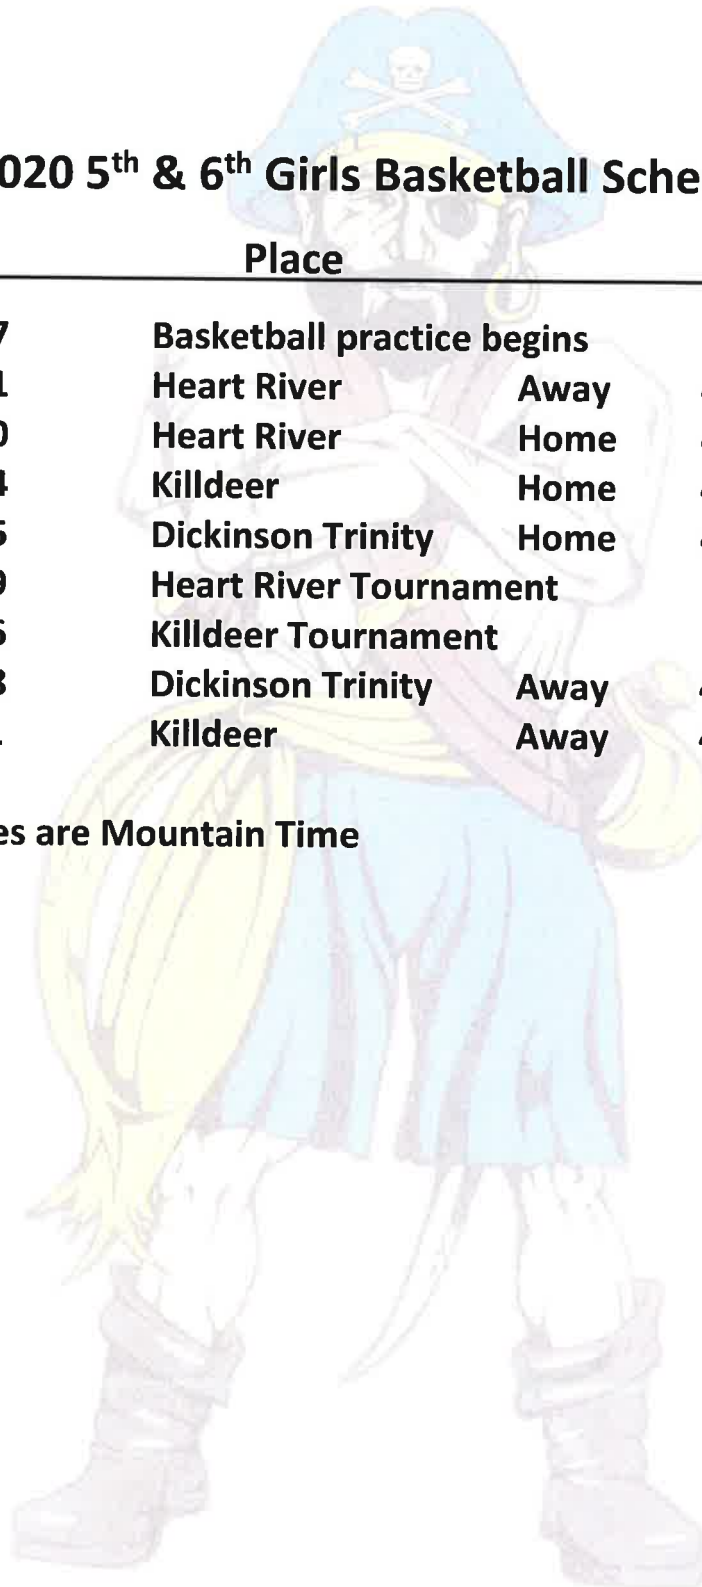 020 5th & 6th Girls Basketball Sche
Place
7 Basketball practice begins
1 Heart River Away
0 Heart River Home
4 Killdeer Home
5 Dickinson Trinity Home
9 Heart River Tournament
6 Killdeer Tournament
3 Dickinson Trinity Away 4
Killdeer Away 4
es are Mountain Time